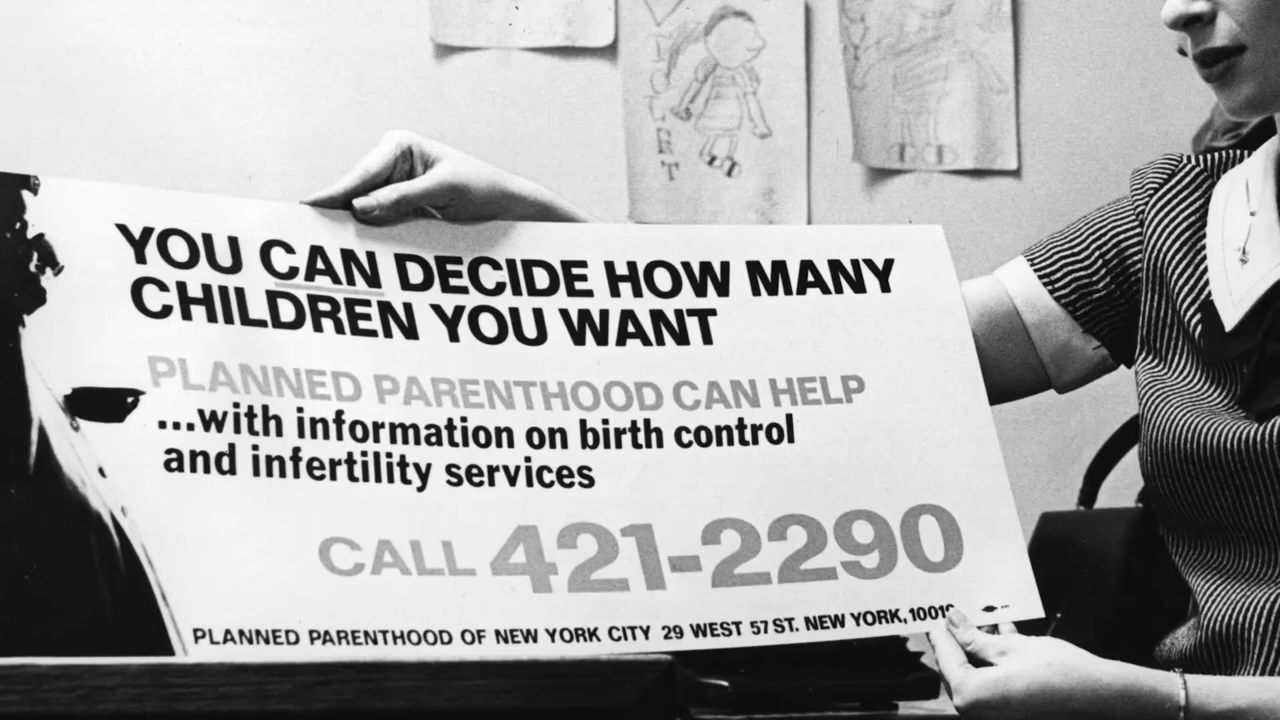 YOU CAN DECIDE HOW MANY
CHILDREN YOU WANT
PLANNED PARENTHOOD CAN HELP
...with information on birth control
and infertility services
CALL 421-2290
PLANNED PARENTHOOD OF NEW YORK CITY 29 WEST 57 ST. NEW YORK, 10019